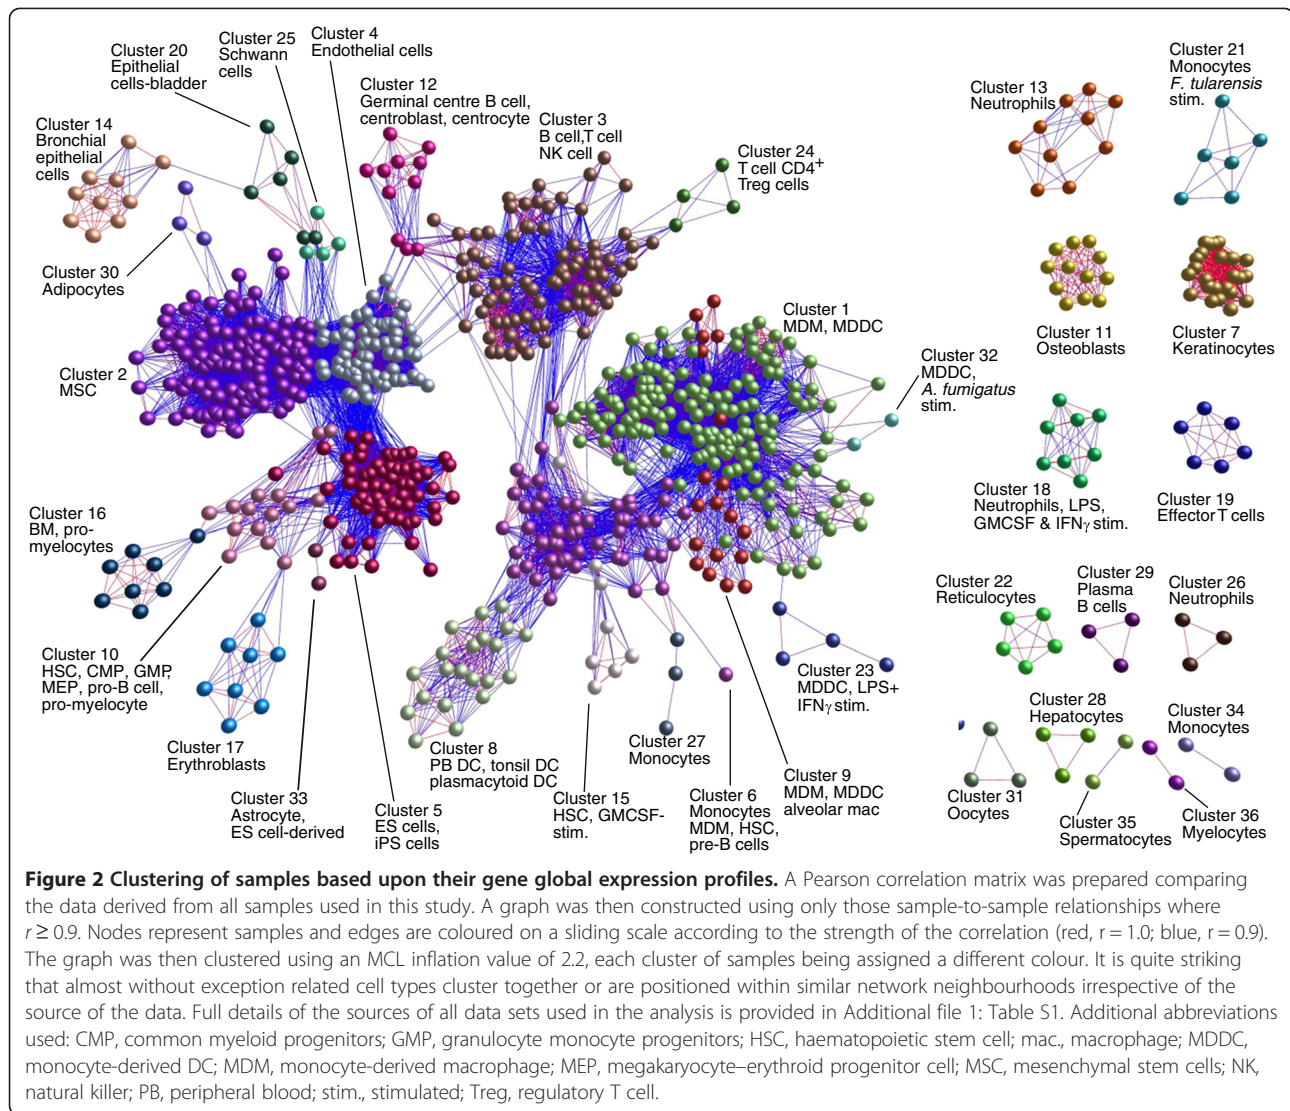 Cluster 20
Epithelial
cells-bladder
Cluster 25
Schwann
cells
Cluster 4
Endothelial cells
Cluster 12
Germinal centre B cell,
centroblast, centrocyte
Cluster 3
B cell,T cell
NK cell
Cluster 24
T cell CD4+
Treg cells
Cluster 14
Bronchial
epithelial
cells
Cluster 30
Adipocytes
Cluster 2
MSC
Cluster 1
MDM, MDDC
Cluster 32
MDDC,
A. fumigatus
stim.
Cluster 16
BM, pro-
myelocytes
Cluster 10
HSC, CMP, GMP,
MEP, pro-B cell,
pro-myelocyte
Cluster 17
Erythroblasts
Cluster 33
Astrocyte,
ES cell-derived
Cluster 5
ES cells,
iPS cells
Cluster 8
PB DC, tonsil DC
plasmacytoid DC
Cluster 15
HSC, GMCSF-
stim.
Cluster 27
Monocytes
Cluster 6
Monocytes
MDM, HSC,
pre-B cells
Cluster 9
MDM, MDDC
alveolar mac
Cluster 23
MDDC, LPS+
IFNγ stim.
Cluster 13
Neutrophils
Cluster 21
Monocytes
F. tularensis
stim.
Cluster 11
Osteoblasts
Cluster 7
Keratinocytes
Cluster 18
Neutrophils, LPS,
GMCSF & IFNγ stim.
Cluster 19
Effector T cells
Cluster 22
Reticulocytes
Cluster 29
Plasma
B cells
Cluster 26
Neutrophils
Cluster 28
Hepatocytes
Cluster 34
Monocytes
Cluster 31
Oocytes
Cluster 35
Spermatocytes
Cluster 36
Myelocytes
Figure 2 Clustering of samples based upon their gene global expression profiles. A Pearson correlation matrix was prepared comparing
the data derived from all samples used in this study. A graph was then constructed using only those sample-to-sample relationships where
r ≥ 0.9. Nodes represent samples and edges are coloured on a sliding scale according to the strength of the correlation (red, r = 1.0; blue, r = 0.9).
The graph was then clustered using an MCL inflation value of 2.2, each cluster of samples being assigned a different colour. It is quite striking
that almost without exception related cell types cluster together or are positioned within similar network neighbourhoods irrespective of the
source of the data. Full details of the sources of all data sets used in the analysis is provided in Additional file 1: Table S1. Additional abbreviations
used: CMP, common myeloid progenitors; GMP, granulocyte monocyte progenitors; HSC, haematopoietic stem cell; mac., macrophage; MDDC,
monocyte-derived DC; MDM, monocyte-derived macrophage; MEP, megakaryocyte–erythroid progenitor cell; MSC, mesenchymal stem cells; NK,
natural killer; PB, peripheral blood; stim., stimulated; Treg, regulatory T cell.